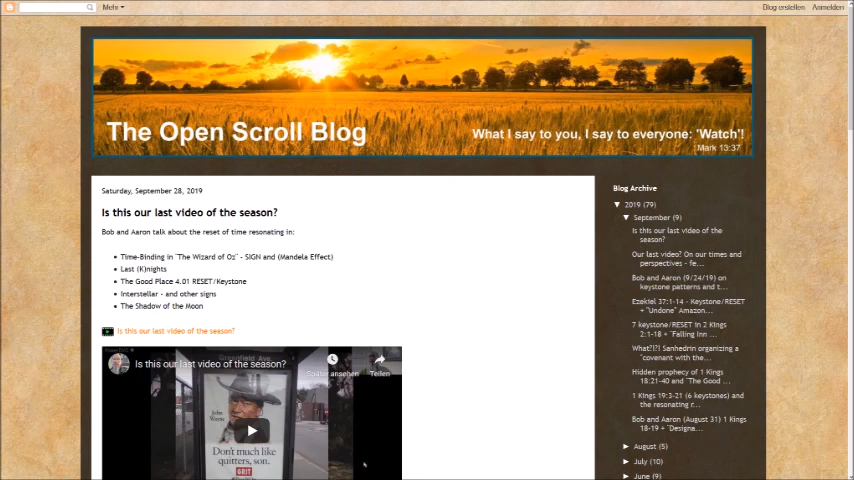 Mehr
Blog erstellen Anmelden
The Open Scroll Blog
What I say to you, I say to everyone: 'Watch'!
Mark 13:37
Saturday, September 28, 2019
Is this our last video of the season?
Bob and Aaron talk about the reset of time resonating in:
Time-Binding in "The Wizard of Oz" - SIGN and (Mandela Effect)
Last (K)nights
The Good Place 4.01 RESET/Keystone
Interstellar - and other signs
The Shadow of the Moon
Is this our last video of the season?
Is this our last video of the season?
Später ansehen
Teilen
John
Wayne
Don't much like
quitters, son.
GRIT
Blog Archive
▼ 2019 (79)
▼ September (9)
Is this our last video of the
season?
Our last video? On our times and
perspectives - fe...
Bob and Aaron (9/24/19) on
keystone patterns and t...
Ezekiel 37:1-14 - Keystone/RESET
+ "Undone" Amazon...
7 keystone/RESET in 2 Kings
2:1-18 + "Falling Inn ...
What?!?! Sanhedrin organizing a
"covenant with the...
Hidden prophecy of 1 Kings
18:21-40 and "The Good ...
1 Kings 19:3-21 (6 keystones) and
the resonating r...
Bob and Aaron (August 31) 1 Kings
18-19 + "Designa...
► August (5)
► July (10)
► June (9)